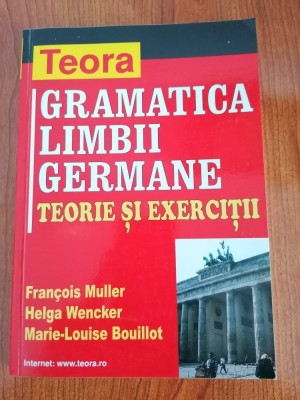 Teora
GRAMATICA
LIMBII
GERMANE
TEORIE ȘI EXERCIȚII
François Muller
Helga Wencker
Marie-Louise Bouillot
Internet: www.teora.ro